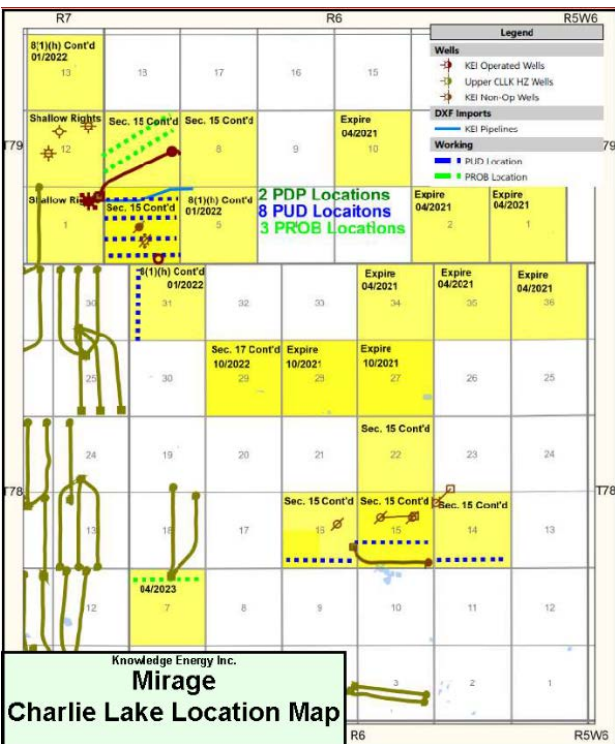 R7 R6 R5W6
Legend
Wells
KEI Operated Wells
Upper CLLK HZ Wells
KEI Non-Op Wells
DXF Imports
KEI Pipelines
Working
PUD Location
PROB Location
8(1)(h) Cont'd
01/2022
13 13 17 16 15
T79 79
Shallow Rights Sec. 15 Cont'd Sec. 15 Cont'd Expire
04/2021
12 8 9 10
Sec. 15 Cont'd 8(1)(h) Cont'd
01/2022
2 PDP Locations
8 PUD Locaitons
3 PROB Locations
Expire
04/2021
Expire
04/2021
1 5 2 1
8(1)(h) Cont'd
01/2022
Expire
04/2021
Expire
04/2021
Expire
04/2021
30 31 32 33 34 35 36
Sec. 17 Cont'd
10/2022
Expire
10/2021
Expire
10/2021
25 30 29 28 27 26 25
Sec. 15 Cont'd
24 19 20 21 22 23 24
T78 T78
Sec. 15 Cont'd Sec. 15 Cont'd Sec. 15 Cont'd
13 18 17 16 15 14 13
04/2023
12 7 8 9 10 11 12
3 2 1
Knowledge Energy Inc.
Mirage
Charlie Lake Location Map
R6 R5W6